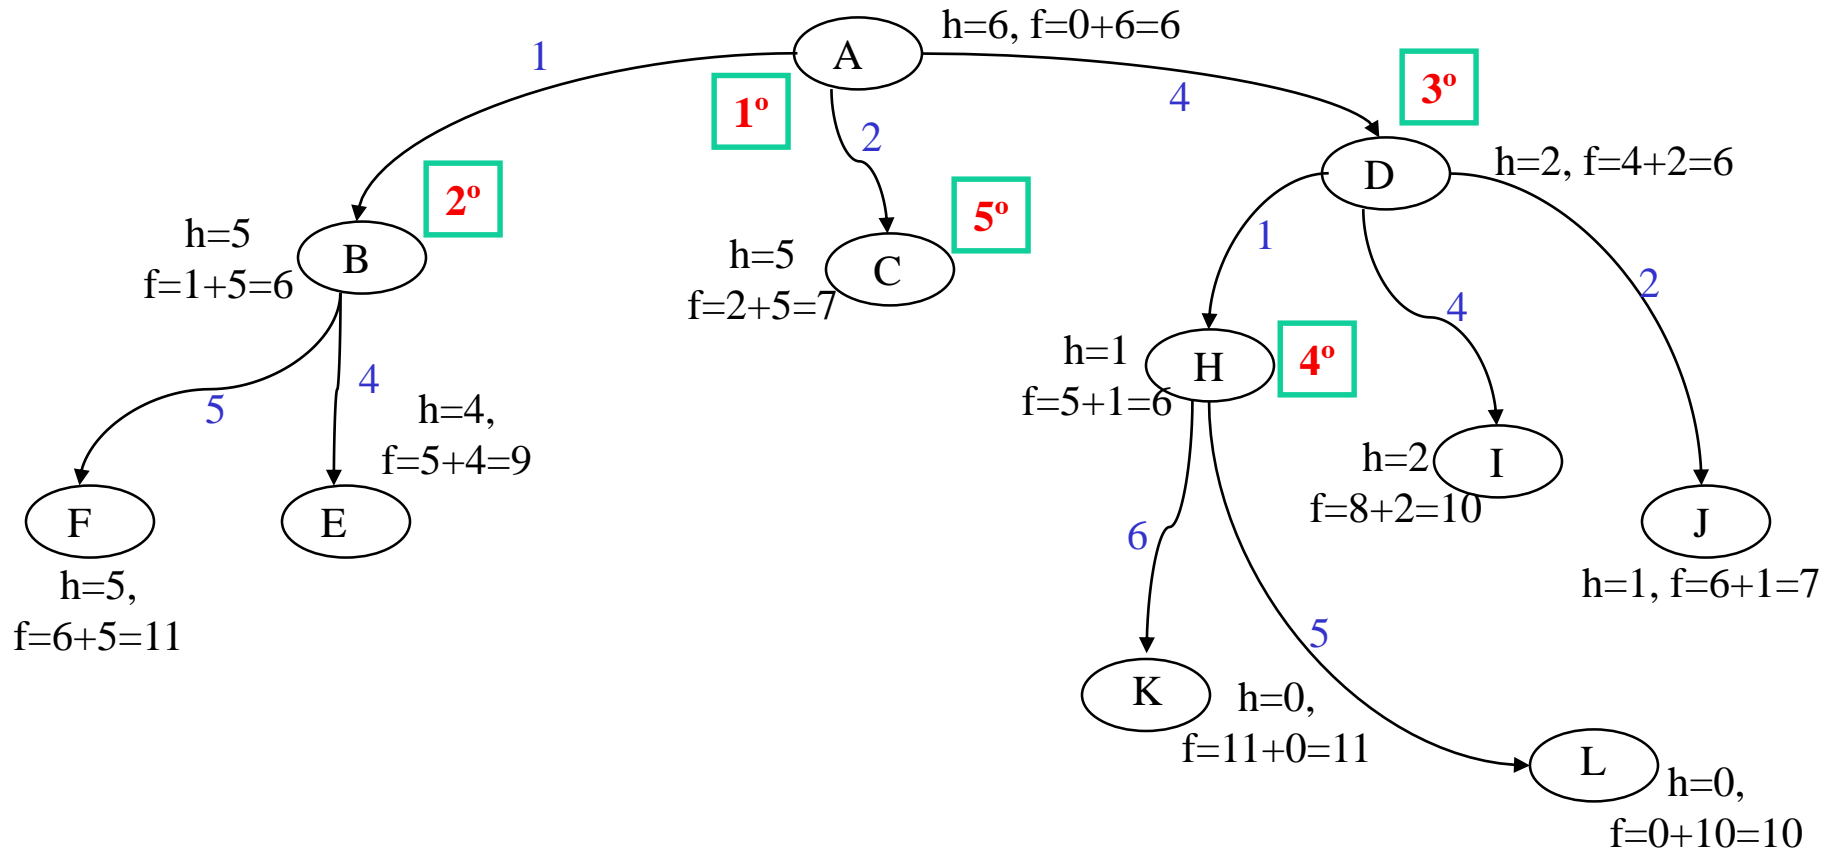 A
h=6, f=0+6=6
1
1º
2
4
3º
D
h=2, f=4+2=6
2º
h=5
f=1+5=6
B
5º
h=5
f=2+5=7
C
1
4
2
5
4
h=4,
f=5+4=9
h=1
f=5+1=6
H
4º
F
h=5,
f=6+5=11
E
h=2
f=8+2=10
I
J
h=1, f=6+1=7
6
5
K
h=0,
f=11+0=11
L
h=0,
f=0+10=10